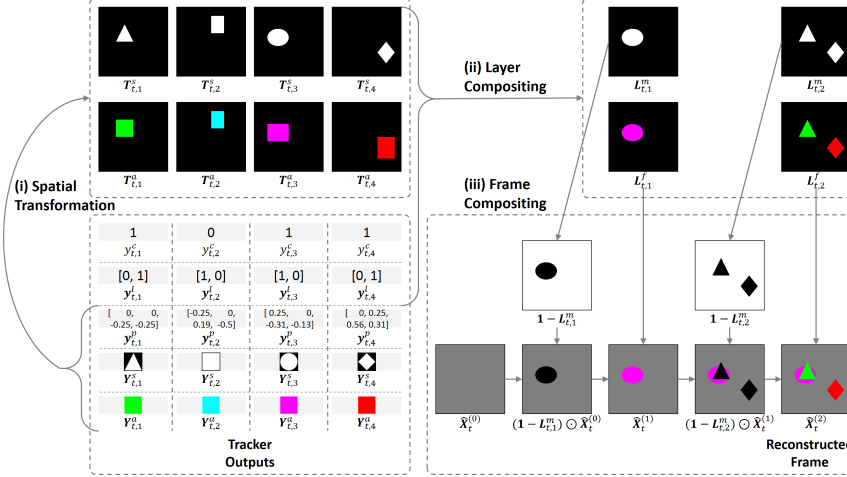 T^s_{t,1} T^s_{t,2} T^s_{t,3} T^s_{t,4}
T^a_{t,1} T^a_{t,2} T^a_{t,3} T^a_{t,4}
(i) Spatial
Transformation
1 0 1 1
y^c_{t,1} y^c_{t,2} y^c_{t,3} y^c_{t,4}
[0, 1] [1, 0] [1, 0] [0, 1]
y^l_{t,1} y^l_{t,2} y^l_{t,3} y^l_{t,4}
[ 0, 0, [-0.25, 0, [ 0.25, 0, [ 0, 0.25,
-0.25, -0.25] 0.19, -0.5] -0.31, -0.13] 0.56, 0.31]
y^p_{t,1} y^p_{t,2} y^p_{t,3} y^p_{t,4}
Y^s_{t,1} Y^s_{t,2} Y^s_{t,3} Y^s_{t,4}
Y^a_{t,1} Y^a_{t,2} Y^a_{t,3} Y^a_{t,4}
Tracker
Outputs
(ii) Layer
Compositing
L^m_{t,1} L^m_{t,2}
L^f_{t,1} L^f_{t,2}
(iii) Frame
Compositing
1 − L^m_{t,1} 1 − L^m_{t,2}
X̂^{(0)}_t (1 − L^m_{t,1}) ⊙ X̂^{(0)}_t X̂^{(1)}_t (1 − L^m_{t,2}) ⊙ X̂^{(1)}_t X̂^{(2)}_t
Reconstructed
Frame